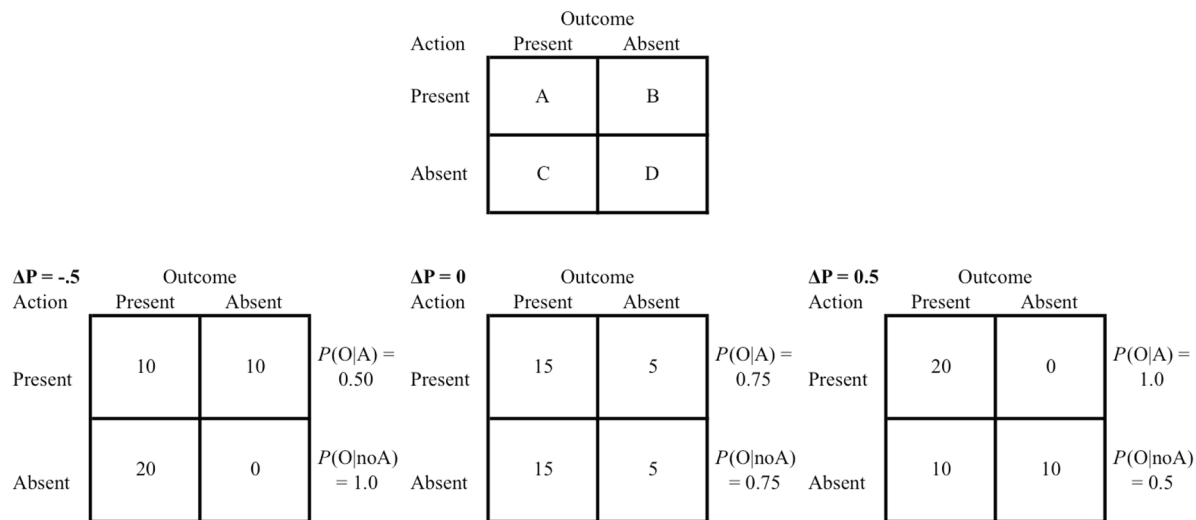 Outcome
Action Present Absent
Present A B
Absent C D
ΔP = -.5 Outcome
Action Present Absent
Present 10 10 P(O|A) = 0.50
Absent 20 0 P(O|noA) = 1.0
ΔP = 0 Outcome
Action Present Absent
Present 15 5 P(O|A) = 0.75
Absent 15 5 P(O|noA) = 0.75
ΔP = 0.5 Outcome
Action Present Absent
Present 20 0 P(O|A) = 1.0
Absent 10 10 P(O|noA) = 0.5